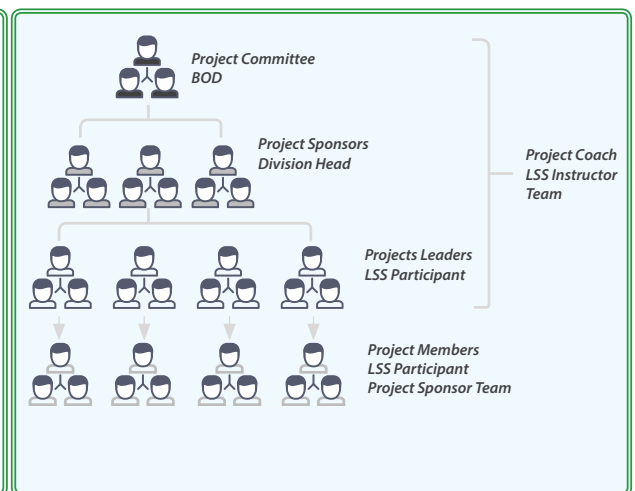 Project Committee
BOD
Project Sponsors
Division Head
Project Coach
LSS Instructor
Team
Projects Leaders
LSS Participant
Project Members
LSS Participant
Project Sponsor Team